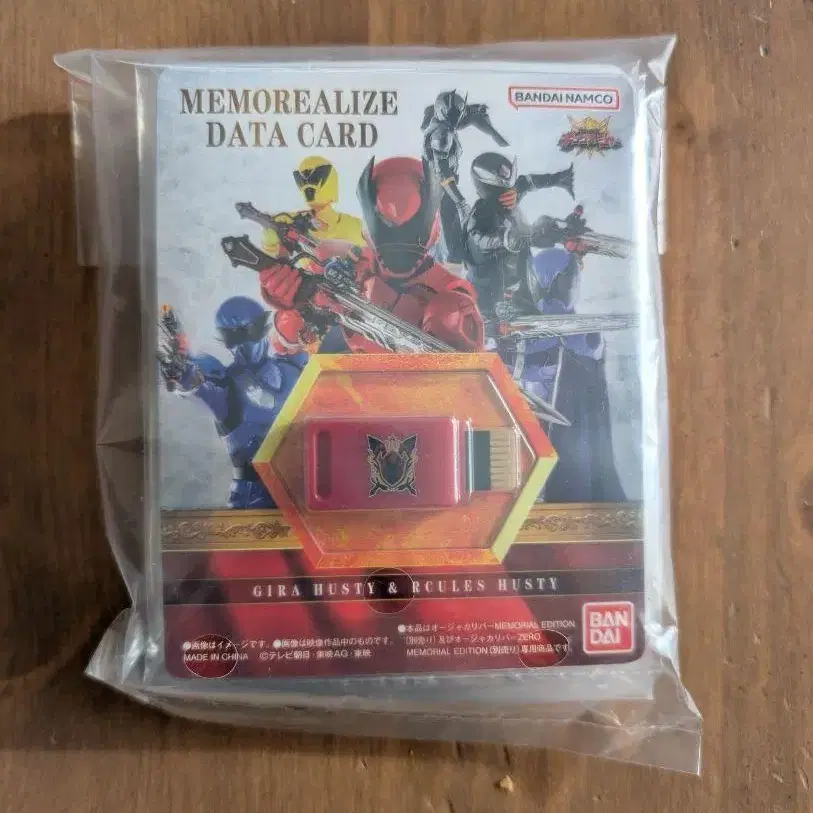 MEMOREALIZE
DATA CARD
BANDAI NAMCO
GIRA HUSTY & RCULES HUSTY
●画像はイメージです。 ●画像は映像作品中のものです。
MADE IN CHINA ©テレビ朝日・東映AG・東映
●本品はオージャカリバーMEMORIAL EDITION
(別売り)及びオージャカリバーZERO
MEMORIAL EDITION(別売り)専用商品です。
BAN
DAI